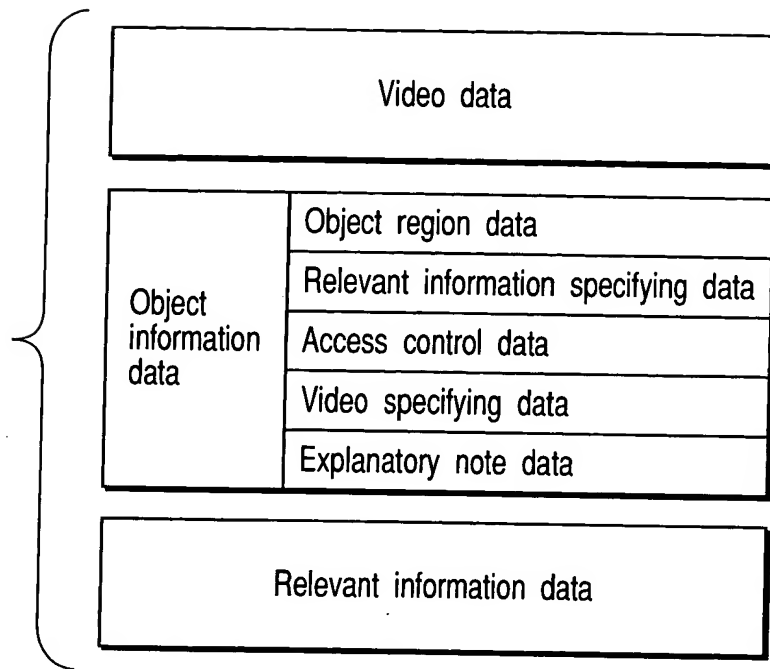 Video data
Object region data
Relevant information specifying data
Object
information
data
Access control data
Video specifying data
Explanatory note data
Relevant information data